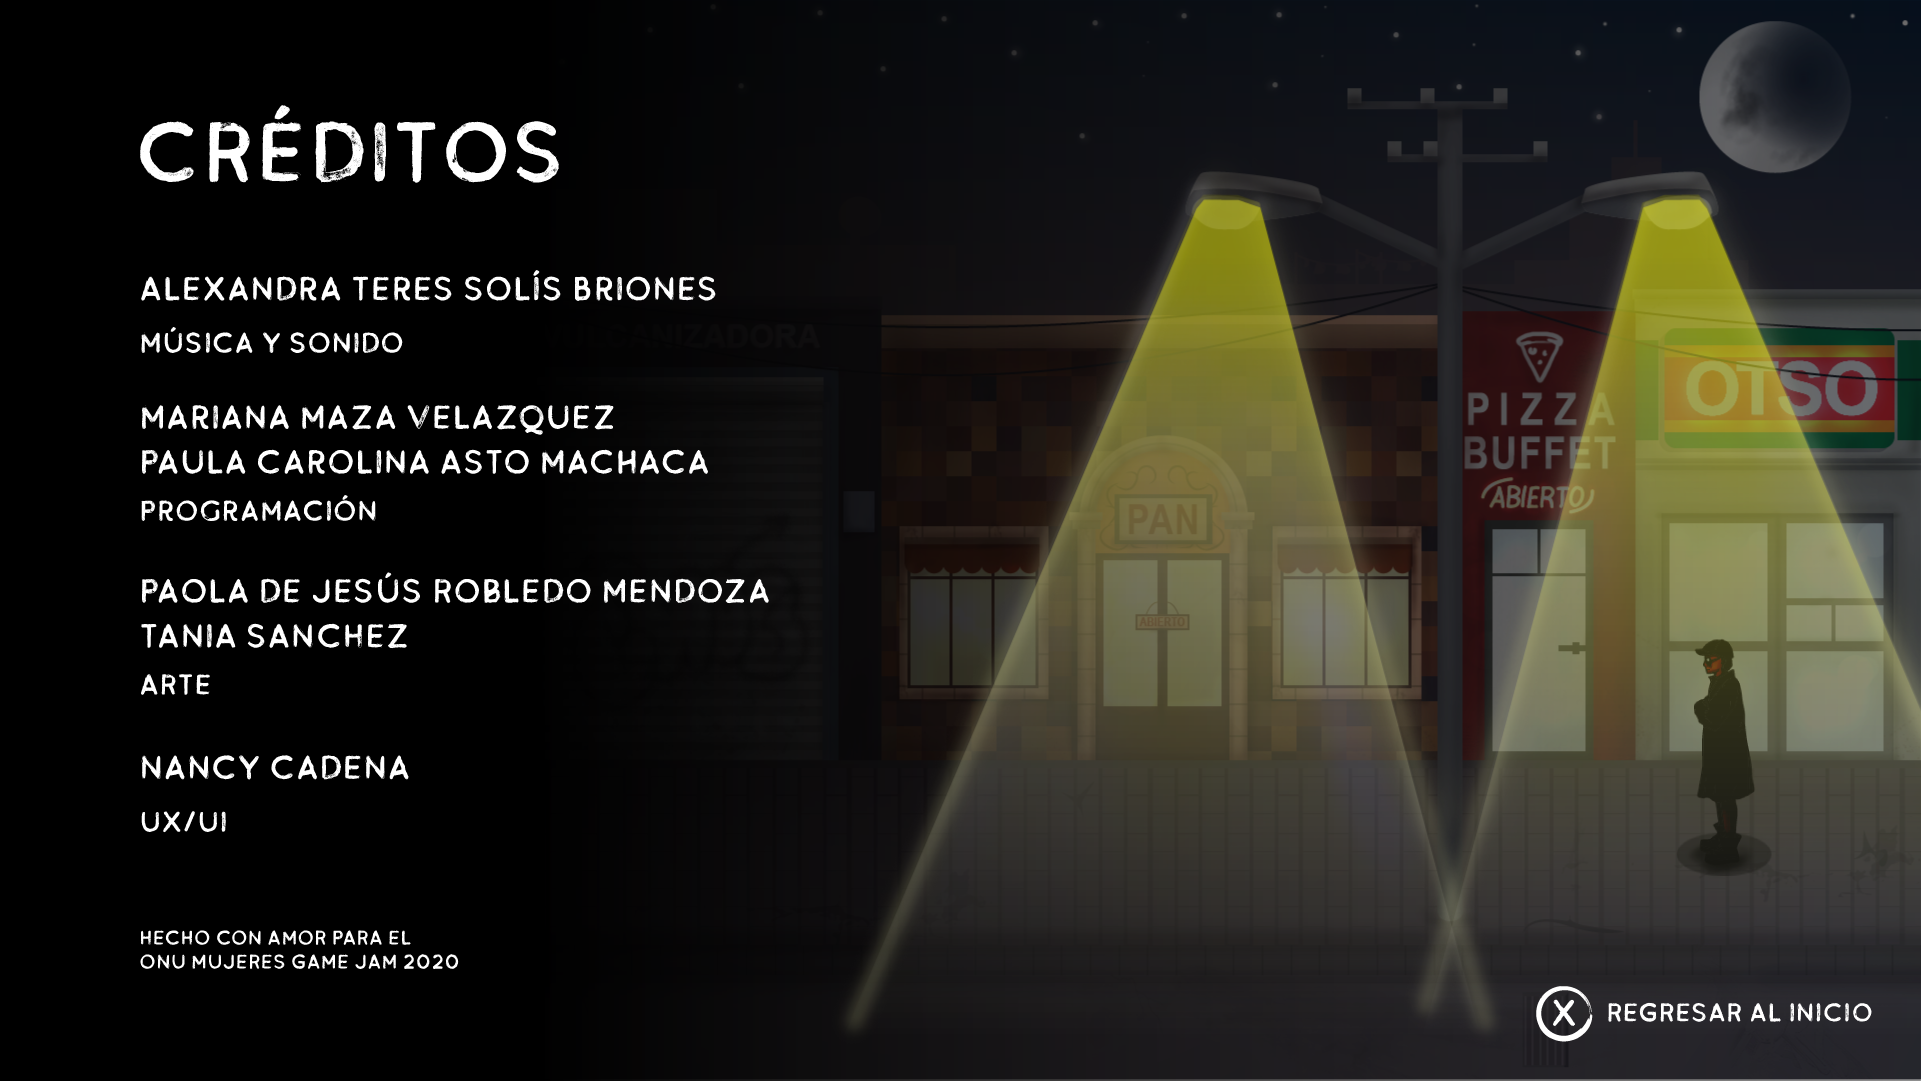 CRÉDITOS
ALEXANDRA TERES SOLÍS BRIONES
MÚSICA Y SONIDO
MARIANA MAZA VELAZQUEZ
PAULA CAROLINA ASTO MACHACA
PROGRAMACIÓN
PAOLA DE JESÚS ROBLEDO MENDOZA
TANIA SANCHEZ
ARTE
NANCY CADENA
UX/UI
HECHO CON AMOR PARA EL
ONU MUJERES GAME JAM 2020
PAN
ABIERTO
PIZZA
BUFFET
ABIERTO
OTSO
X REGRESAR AL INICIO